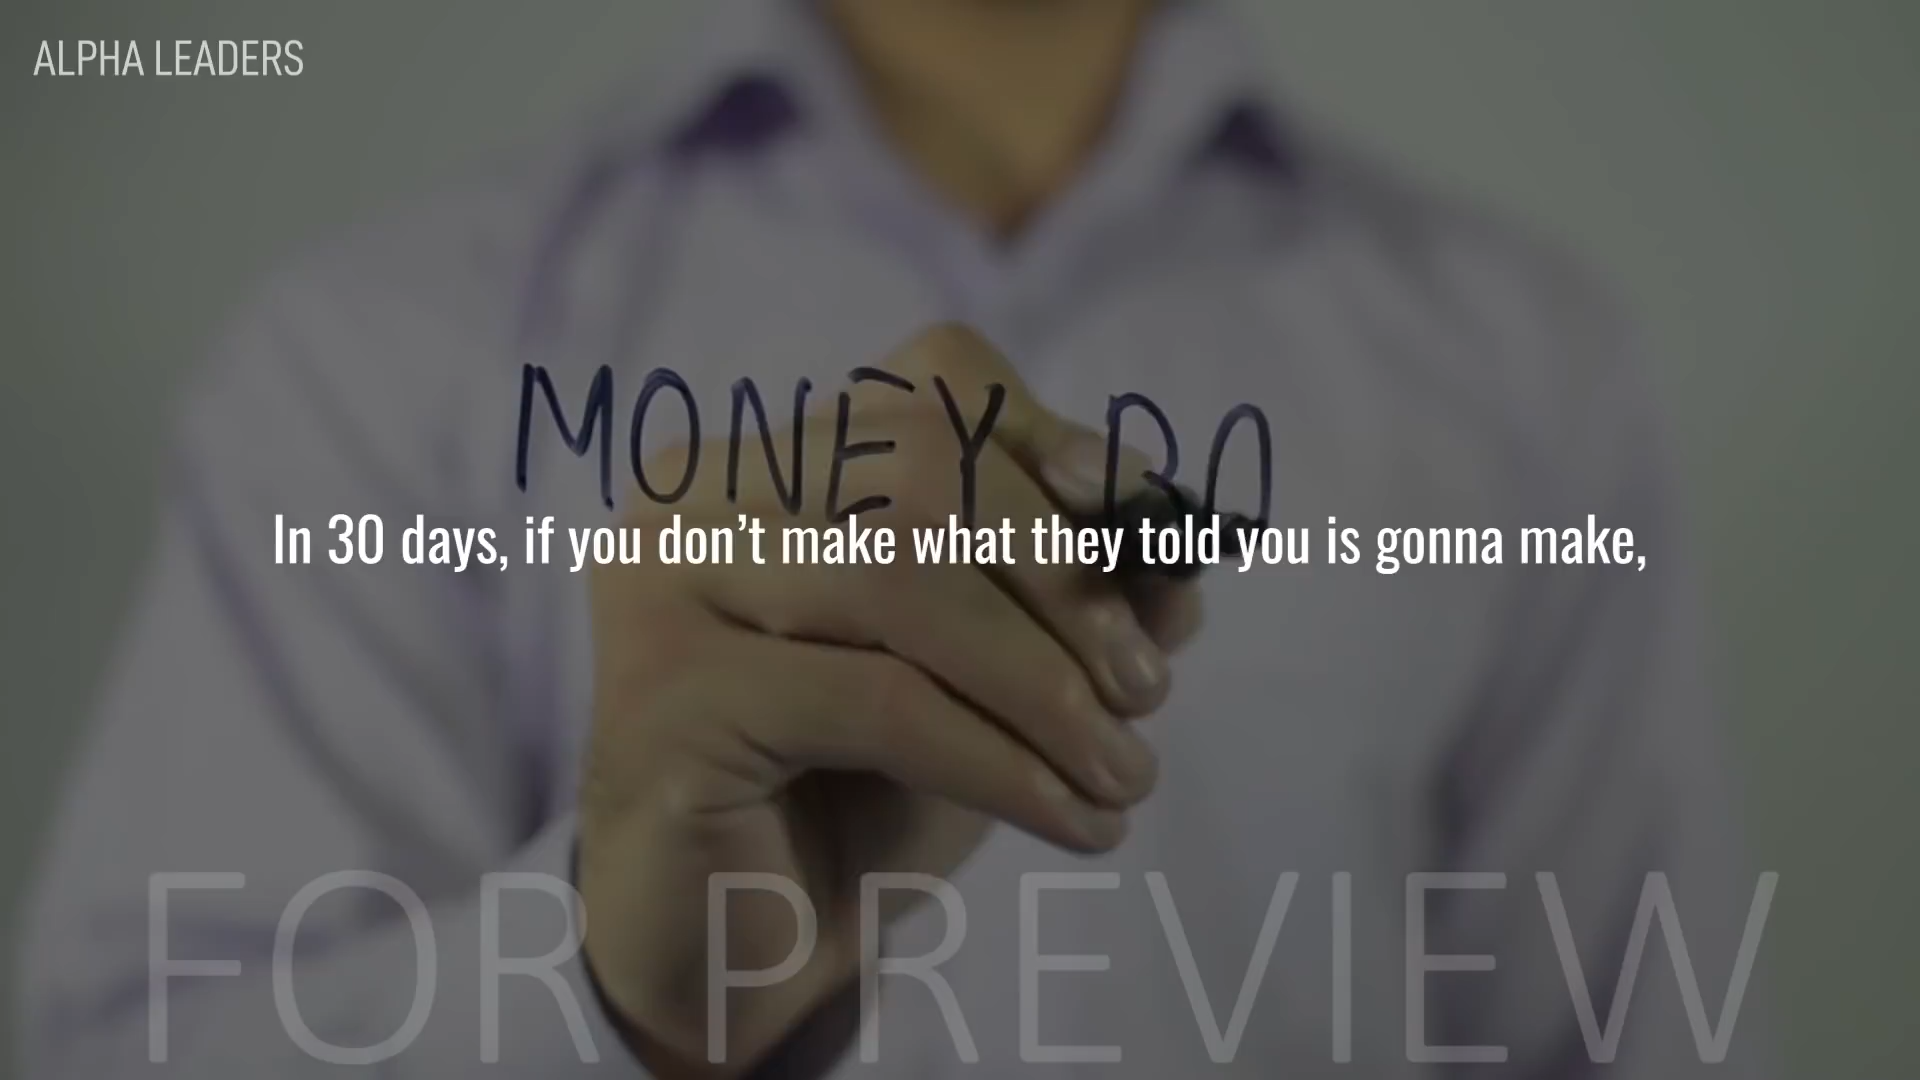 ALPHA LEADERS
MONEY BA
In 30 days, if you don’t make what they told you is gonna make,
FOR PREVIEW